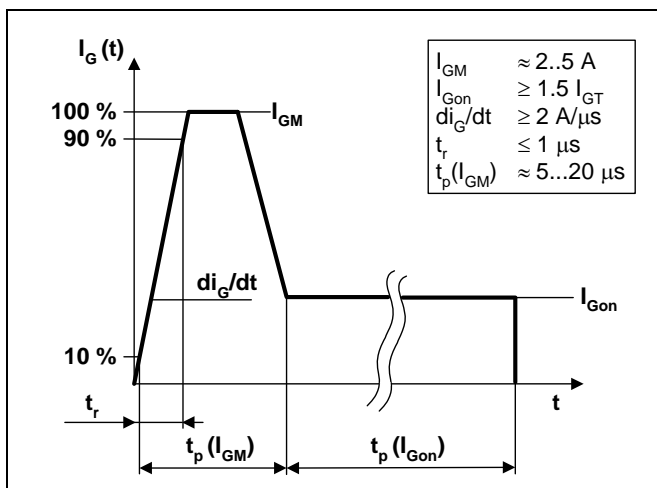 I_G (t)
100 %
90 %
I_GM
di_G/dt
10 %
I_Gon
t
t_r
t_p (I_GM)
t_p (I_Gon)
I_GM ≈ 2..5 A
I_Gon ≥ 1.5 I_GT
di_G/dt ≥ 2 A/μs
t_r ≤ 1 μs
t_p(I_GM) ≈ 5...20 μs